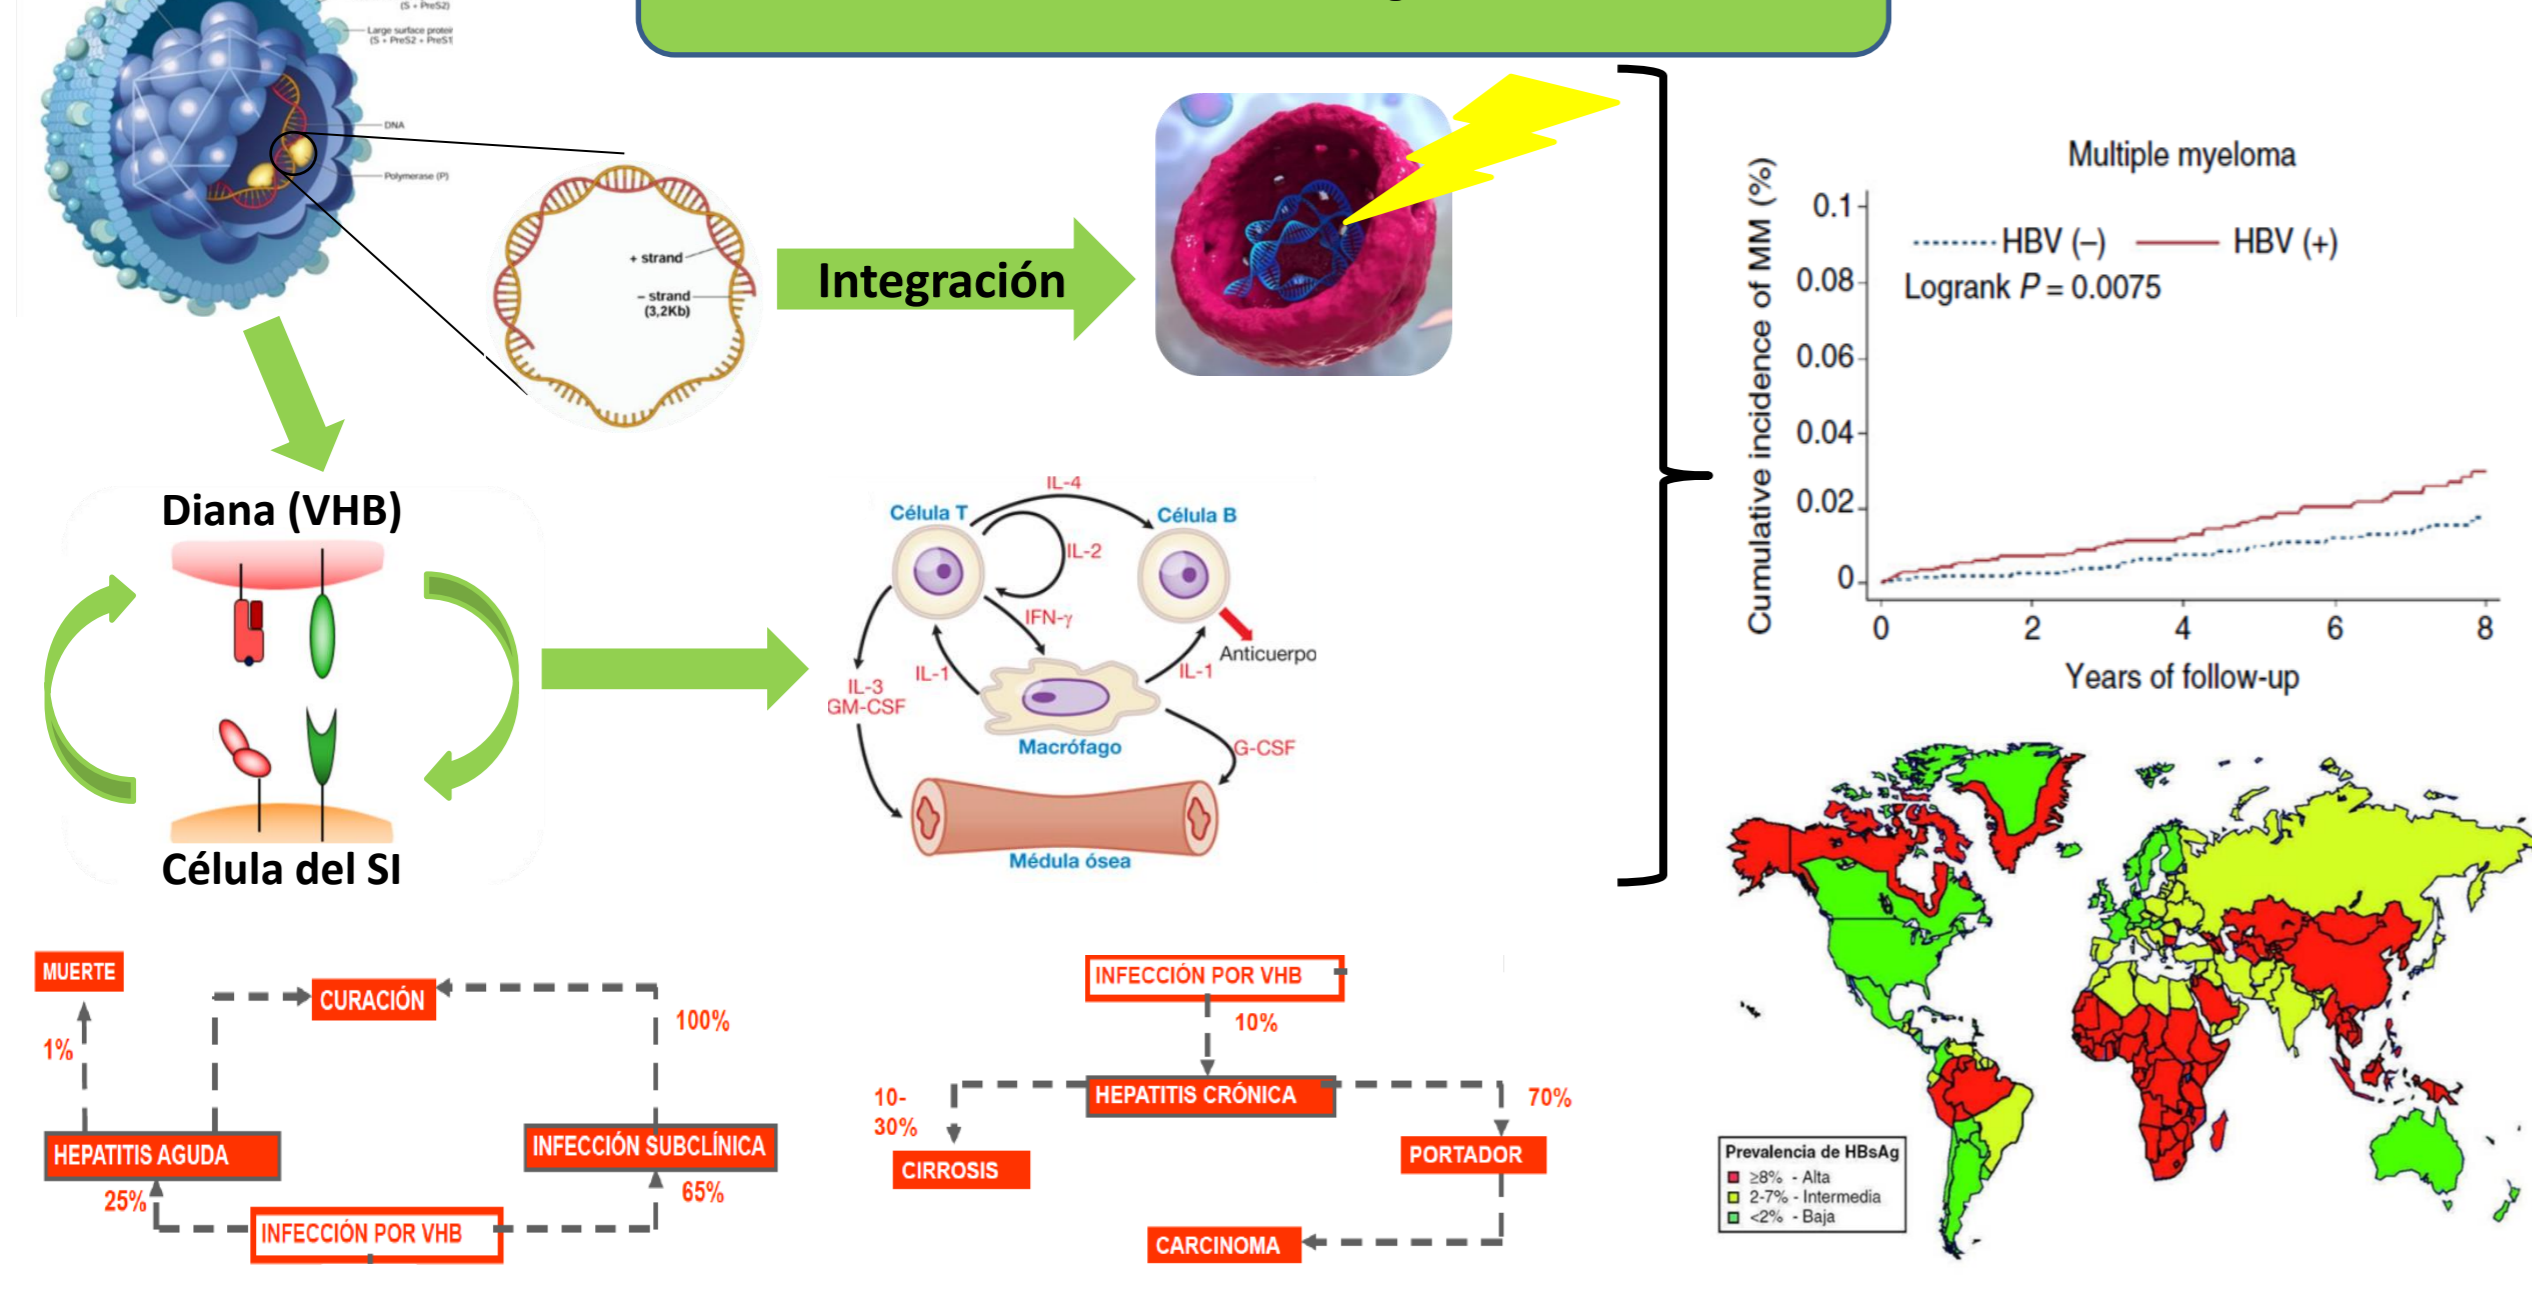 (S + PreS2)
Large surface protein
(S + PreS2 + PreS1
DNA
Polymerase (P)
+ strand
– strand
(3,2Kb)
Integración
Diana (VHB)
Célula del SI
IL-4
Célula T
Célula B
IL-2
IFN-γ
Anticuerpo
IL-1
IL-1
IL-3
GM-CSF
Macrófago
G-CSF
Médula ósea
Multiple myeloma
Cumulative incidence of MM (%)
0.1
0.08
0.06
0.04
0.02
0
HBV (–)
HBV (+)
Logrank P = 0.0075
0 2 4 6 8
Years of follow-up
Prevalencia de HBsAg
≥8% - Alta
2-7% - Intermedia
<2% - Baja
MUERTE
CURACIÓN
1%
100%
HEPATITIS AGUDA
INFECCIÓN SUBCLÍNICA
25%
65%
INFECCIÓN POR VHB
INFECCIÓN POR VHB
10%
HEPATITIS CRÓNICA
10-
30%
70%
CIRROSIS
PORTADOR
CARCINOMA